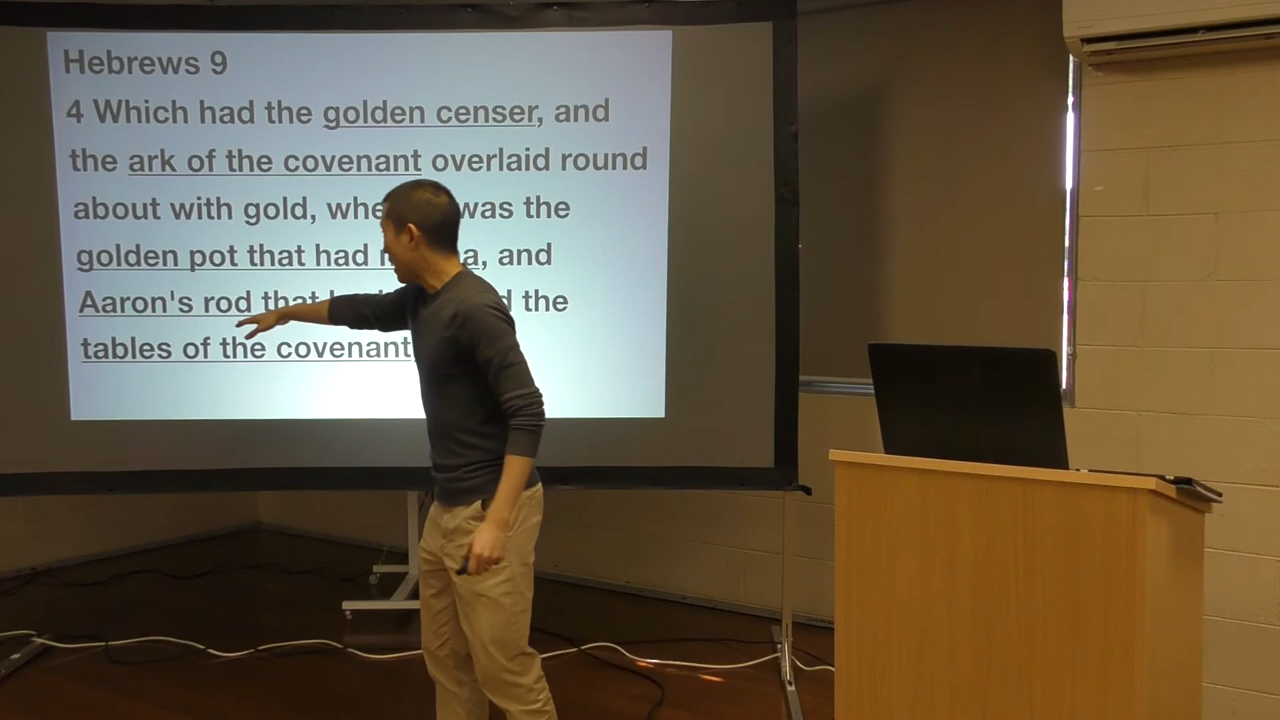 Hebrews 9
4 Which had the golden censer, and
the ark of the covenant overlaid round
about with gold, was the
golden pot that had , and
Aaron's rod that the
tables of the covenant